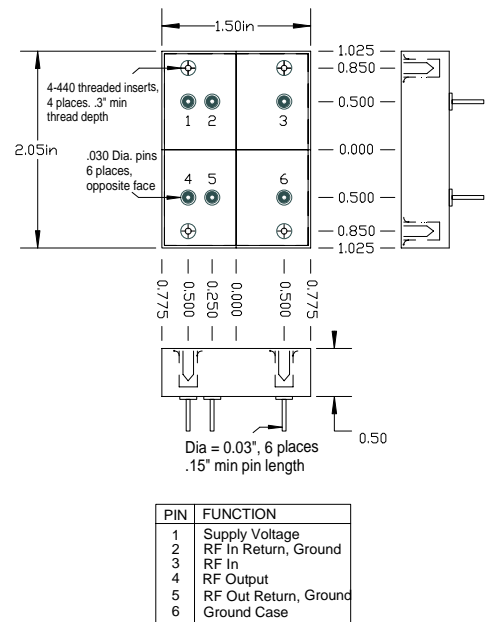 1.50in
1.025
0.850
4-440 threaded inserts,
4 places. .3" min
thread depth
0.500
1 2 3
2.05in
0.000
.030 Dia. pins
6 places,
opposite face
4 5 6
0.500
0.850
1.025
0.775 0.500 0.250 0.000 0.500 0.775
0.50
Dia = 0.03", 6 places
.15" min pin length
PIN FUNCTION
1 Supply Voltage
2 RF In Return, Ground
3 RF In
4 RF Output
5 RF Out Return, Ground
6 Ground Case